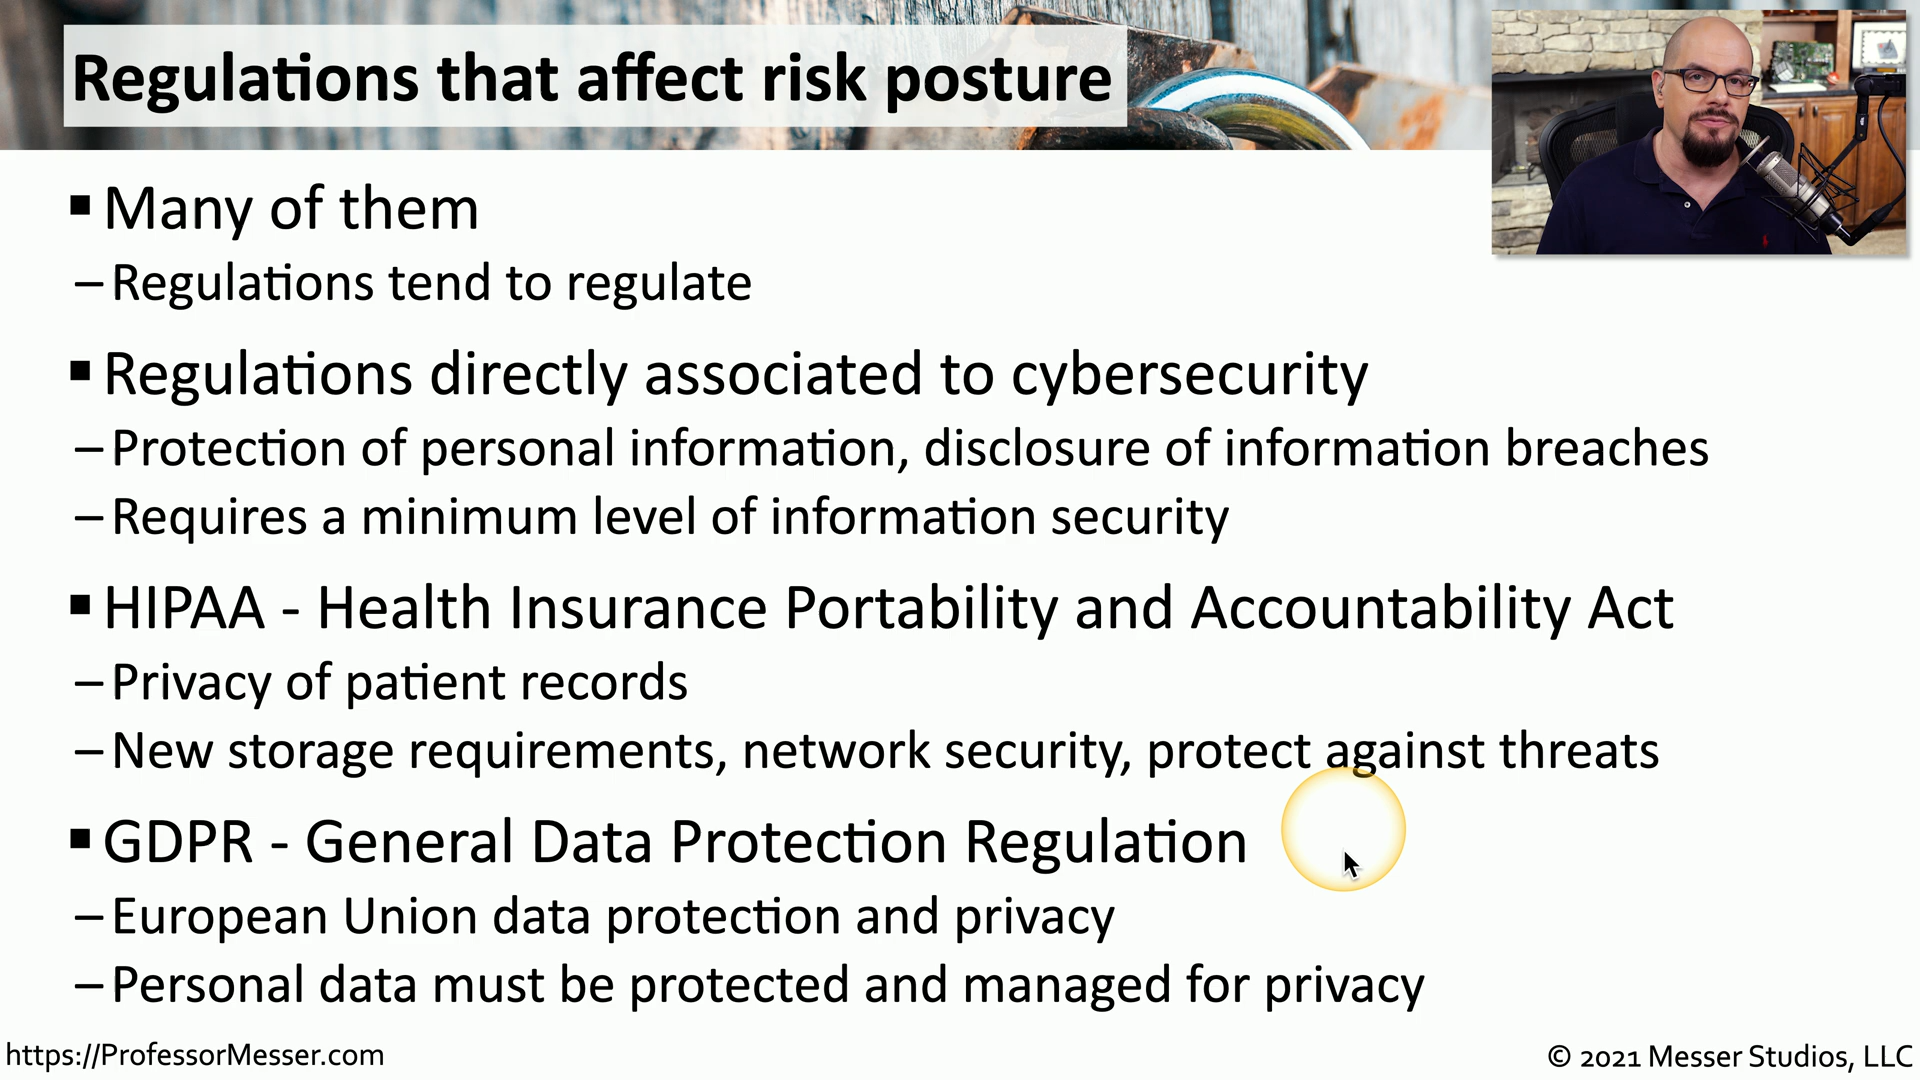 Regulations that affect risk posture
▪ Many of them
– Regulations tend to regulate
▪ Regulations directly associated to cybersecurity
– Protection of personal information, disclosure of information breaches
– Requires a minimum level of information security
▪ HIPAA - Health Insurance Portability and Accountability Act
– Privacy of patient records
– New storage requirements, network security, protect against threats
▪ GDPR - General Data Protection Regulation
– European Union data protection and privacy
– Personal data must be protected and managed for privacy
https://ProfessorMesser.com
© 2021 Messer Studios, LLC